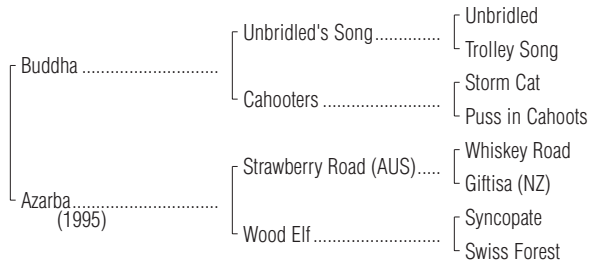 Unbridled
Unbridled's Song..............
Trolley Song
Buddha .............................
Storm Cat
Cahooters .........................
Puss in Cahoots
Whiskey Road
Strawberry Road (AUS).....
Giftisa (NZ)
Azarba...............................
(1995)
Syncopate
Wood Elf...........................
Swiss Forest